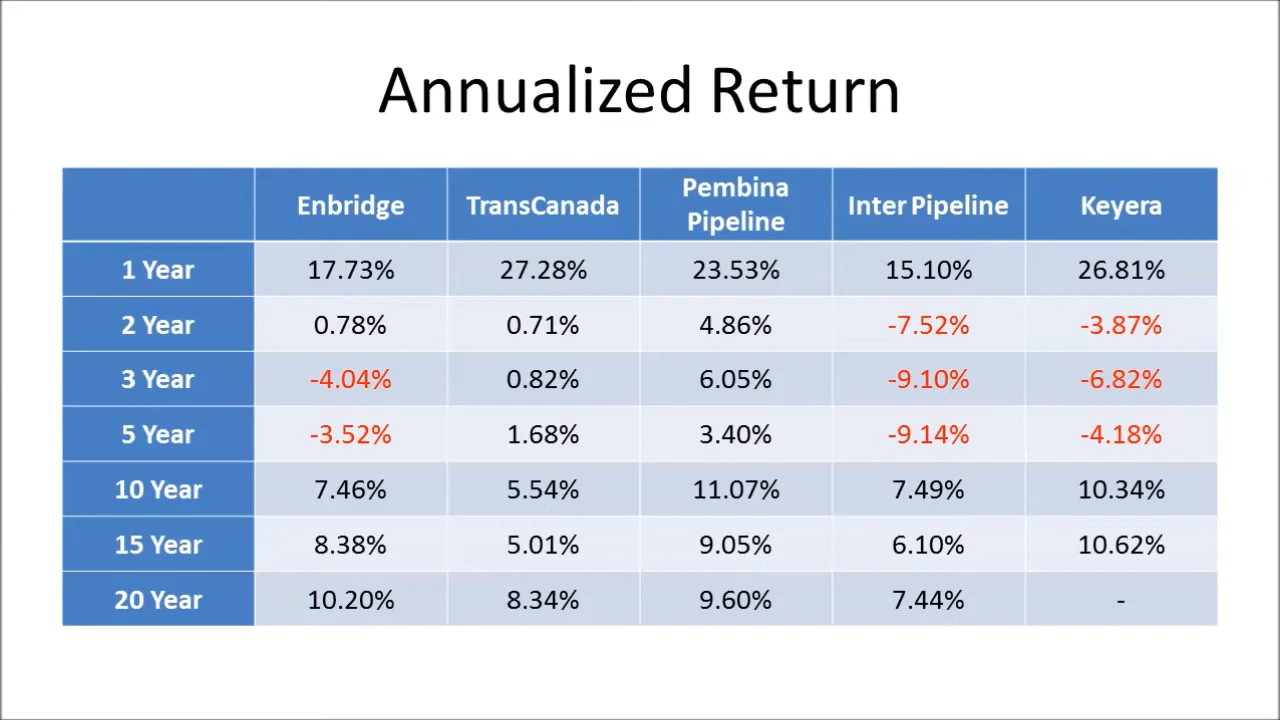 Annualized Return
Enbridge TransCanada Pembina Pipeline Inter Pipeline Keyera
1 Year 17.73% 27.28% 23.53% 15.10% 26.81%
2 Year 0.78% 0.71% 4.86% -7.52% -3.87%
3 Year -4.04% 0.82% 6.05% -9.10% -6.82%
5 Year -3.52% 1.68% 3.40% -9.14% -4.18%
10 Year 7.46% 5.54% 11.07% 7.49% 10.34%
15 Year 8.38% 5.01% 9.05% 6.10% 10.62%
20 Year 10.20% 8.34% 9.60% 7.44% -